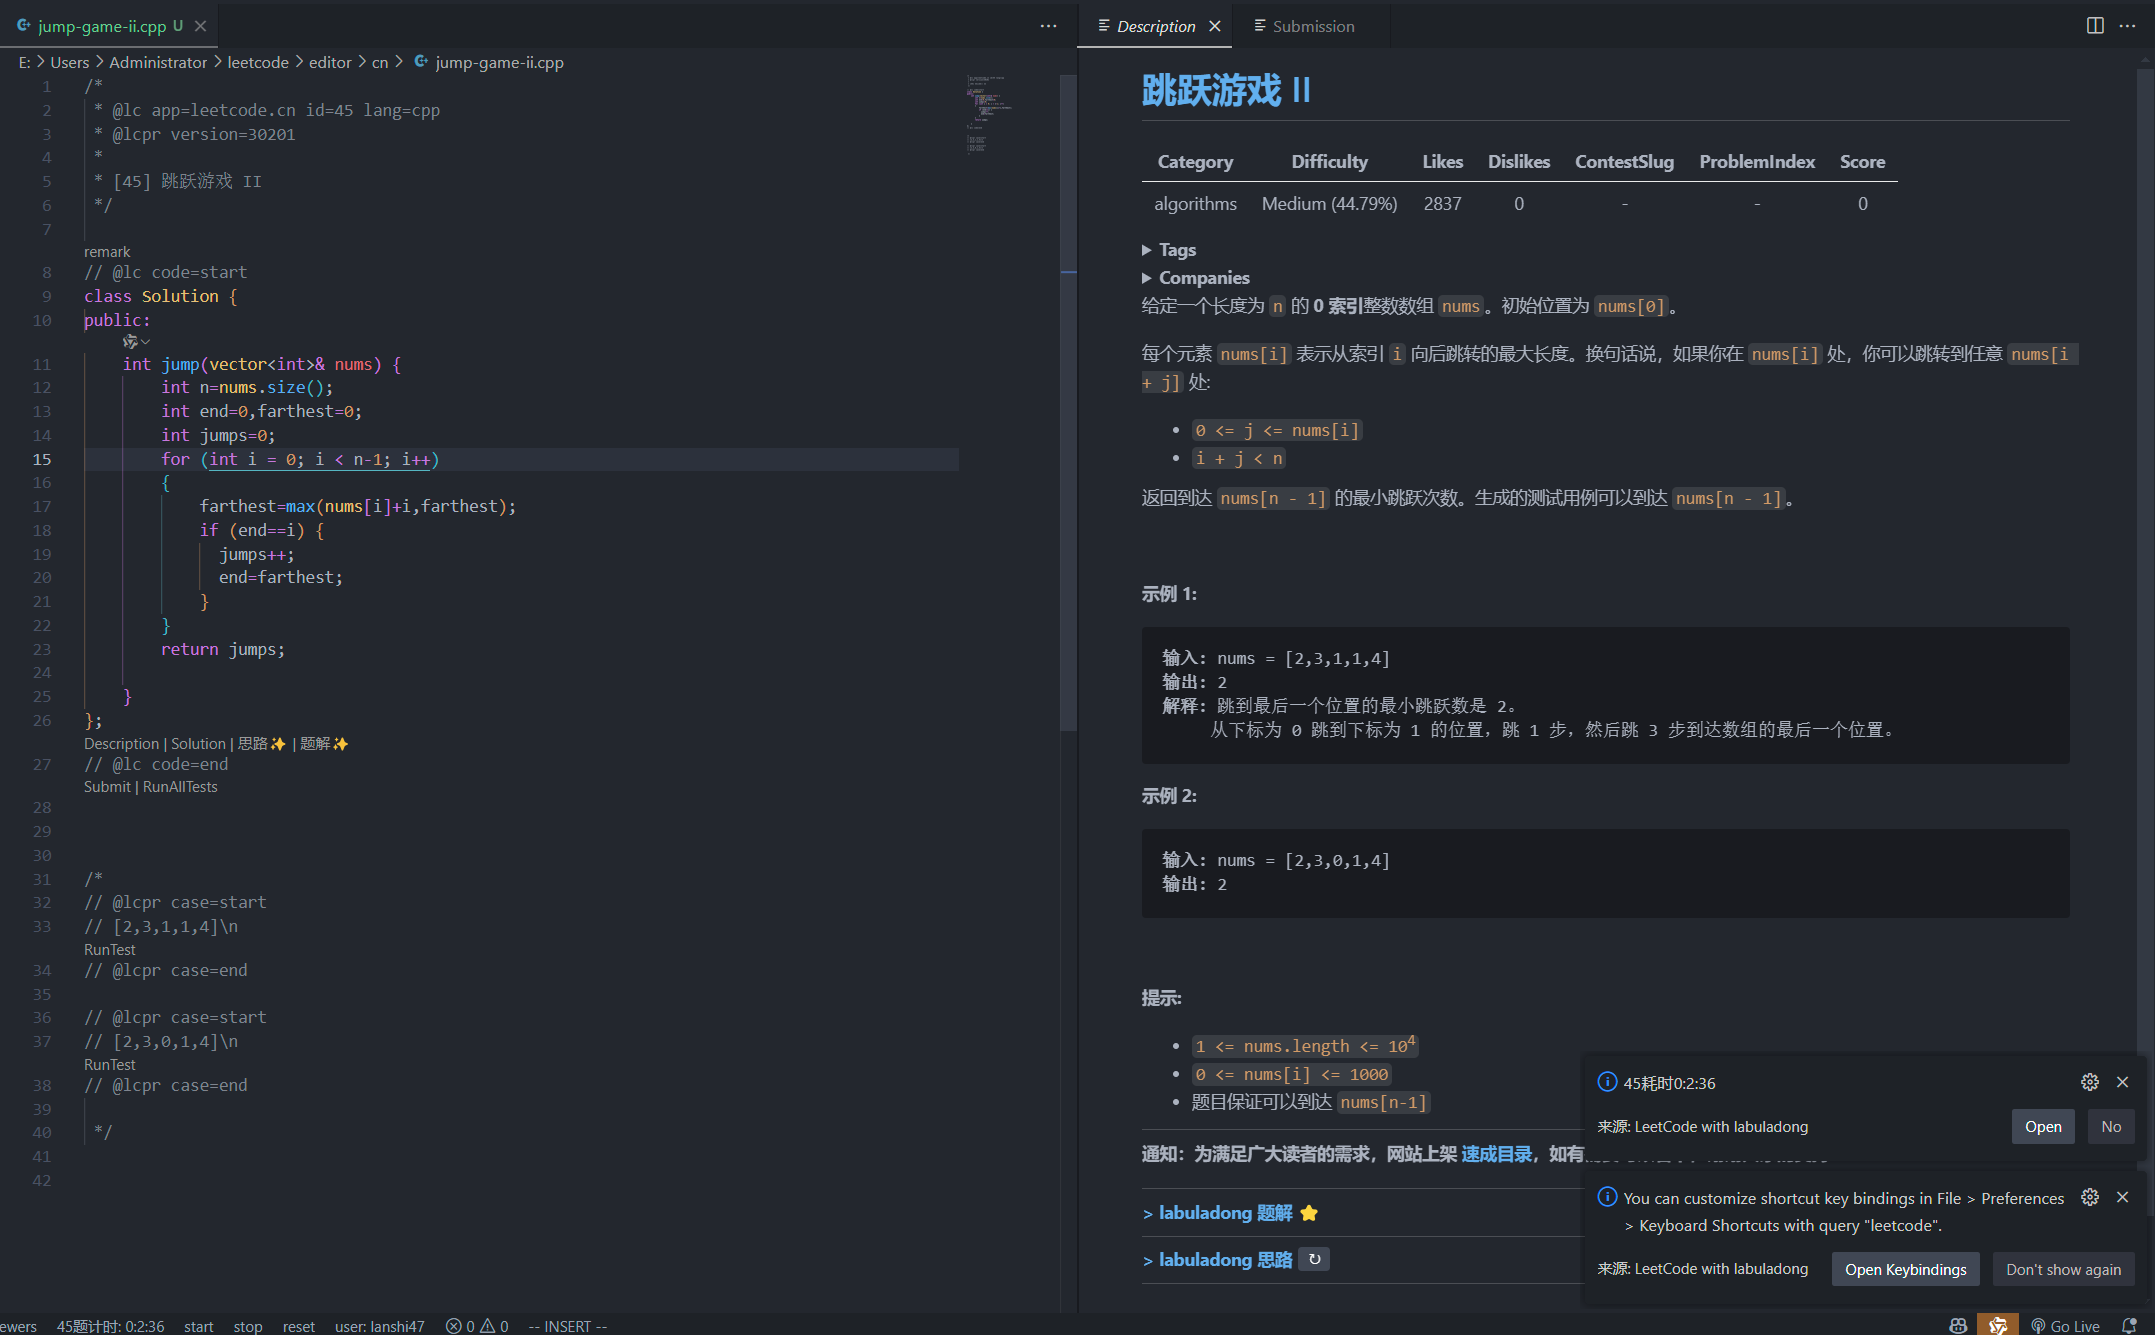 jump-game-ii.cpp U
E: > Users > Administrator > leetcode > editor > cn > jump-game-ii.cpp
1 /*
2 * @lc app=leetcode.cn id=45 lang=cpp
3 * @lcpr version=30201
4 *
5 * [45] 跳跃游戏 II
6 */
7
remark
8 // @lc code=start
9 class Solution {
10 public:
11 int jump(vector<int>& nums) {
12 int n=nums.size();
13 int end=0,farthest=0;
14 int jumps=0;
15 for (int i = 0; i < n-1; i++)
16 {
17 farthest=max(nums[i]+i,farthest);
18 if (end==i) {
19 jumps++;
20 end=farthest;
21 }
22 }
23 return jumps;
24
25 }
26 };
Description | Solution | 思路✨ | 题解✨
27 // @lc code=end
Submit | RunAllTests
28
29
30
31 /*
32 // @lcpr case=start
33 // [2,3,1,1,4]\n
RunTest
34 // @lcpr case=end
35
36 // @lcpr case=start
37 // [2,3,0,1,4]\n
RunTest
38 // @lcpr case=end
39
40 */
41
42
Description Submission
跳跃游戏 II
Category Difficulty Likes Dislikes ContestSlug ProblemIndex Score
algorithms Medium (44.79%) 2837 0 - - 0
▶ Tags
▶ Companies
给定一个长度为 n 的 0 索引整数数组 nums。初始位置为 nums[0]。
每个元素 nums[i] 表示从索引 i 向后跳转的最大长度。换句话说，如果你在 nums[i] 处，你可以跳转到任意 nums[i
+ j] 处:
• 0 <= j <= nums[i]
• i + j < n
返回到达 nums[n - 1] 的最小跳跃次数。生成的测试用例可以到达 nums[n - 1]。
示例 1:
输入: nums = [2,3,1,1,4]
输出: 2
解释: 跳到最后一个位置的最小跳跃数是 2。
从下标为 0 跳到下标为 1 的位置，跳 1 步，然后跳 3 步到达数组的最后一个位置。
示例 2:
输入: nums = [2,3,0,1,4]
输出: 2
提示:
• 1 <= nums.length <= 10⁴
• 0 <= nums[i] <= 1000
• 题目保证可以到达 nums[n-1]
通知：为满足广大读者的需求，网站上架 速成目录，如有
> labuladong 题解 ⭐
> labuladong 思路 ↻
45耗时0:2:36
来源: LeetCode with labuladong Open No
You can customize shortcut key bindings in File > Preferences
> Keyboard Shortcuts with query "leetcode".
来源: LeetCode with labuladong Open Keybindings Don't show again
ewers 45题计时: 0:2:36 start stop reset user: lanshi47 0 0 -- INSERT -- Go Live